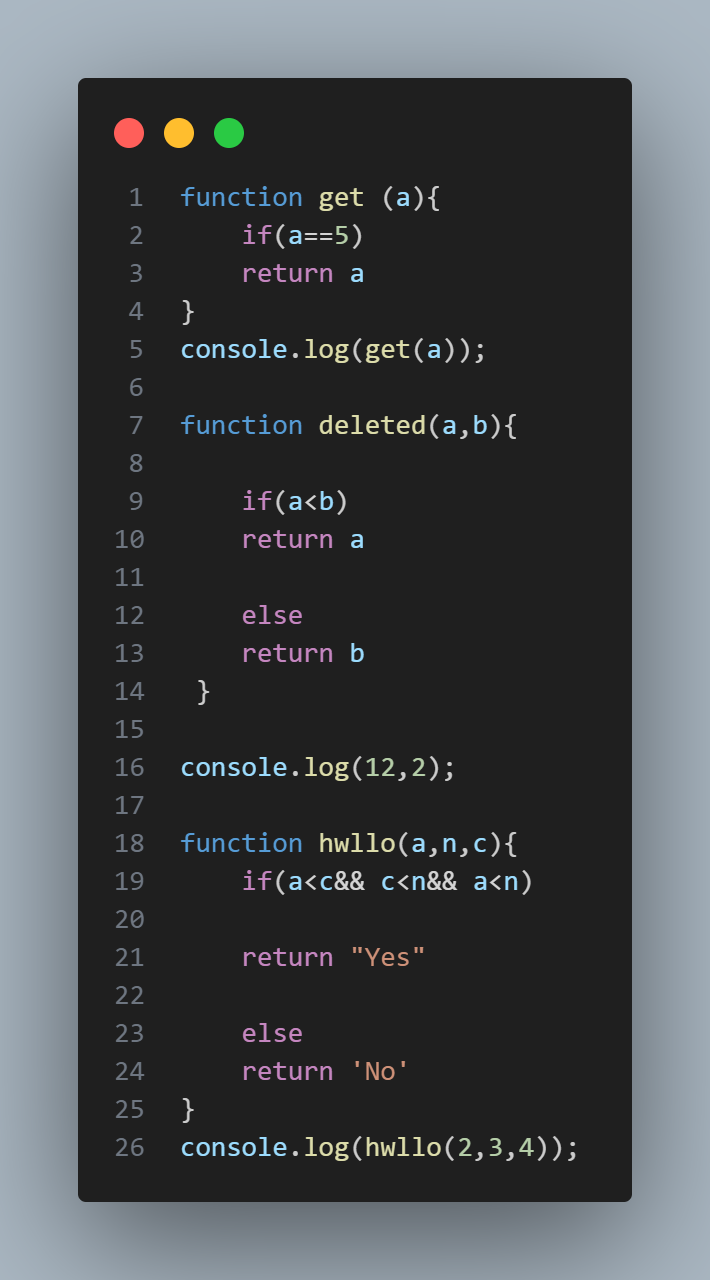 1 function get (a){
2     if(a==5)
3     return a
4 }
5 console.log(get(a));
6
7 function deleted(a,b){
8
9     if(a<b)
10     return a
11
12     else
13     return b
14  }
15
16 console.log(12,2);
17
18 function hwllo(a,n,c){
19     if(a<c&& c<n&& a<n)
20
21     return "Yes"
22
23     else
24     return 'No'
25 }
26 console.log(hwllo(2,3,4));